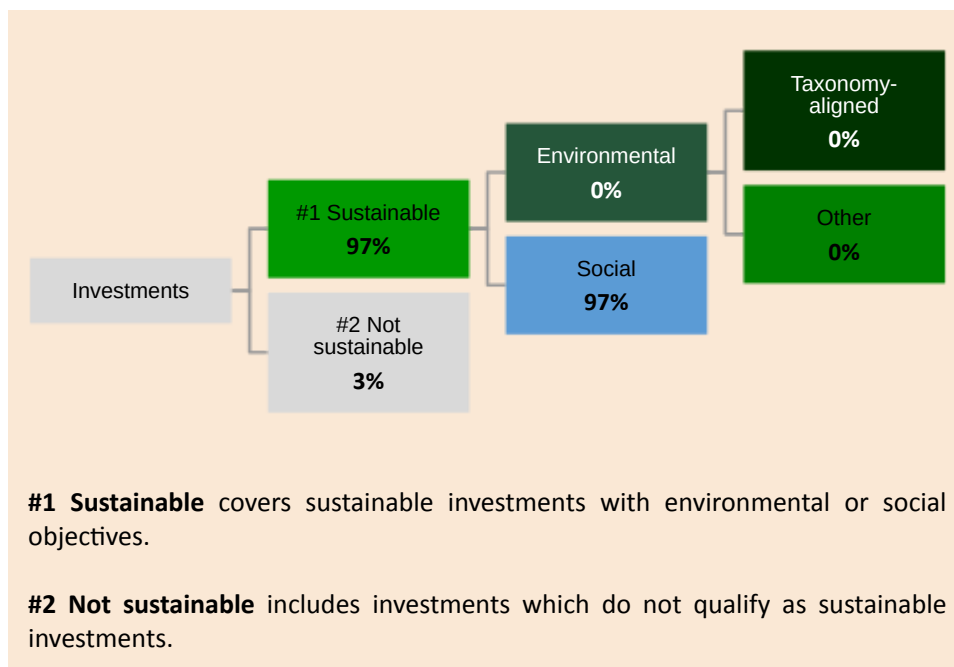 Investments
#1 Sustainable
97%
#2 Not
sustainable
3%
Environmental
0%
Social
97%
Taxonomy-
aligned
0%
Other
0%
#1 Sustainable covers sustainable investments with environmental or social
objectives.
#2 Not sustainable includes investments which do not qualify as sustainable
investments.